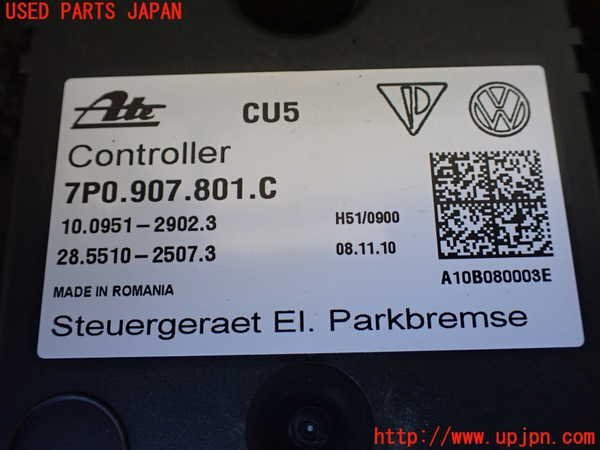 USED PARTS JAPAN
Ate CU5
Controller
7P0.907.801.C
10.0951-2902.3 H51/0900
28.5510-2507.3 08.11.10
A10B080003E
MADE IN ROMANIA
Steuergeraet El. Parkbremse
http://www.upjpn.com/